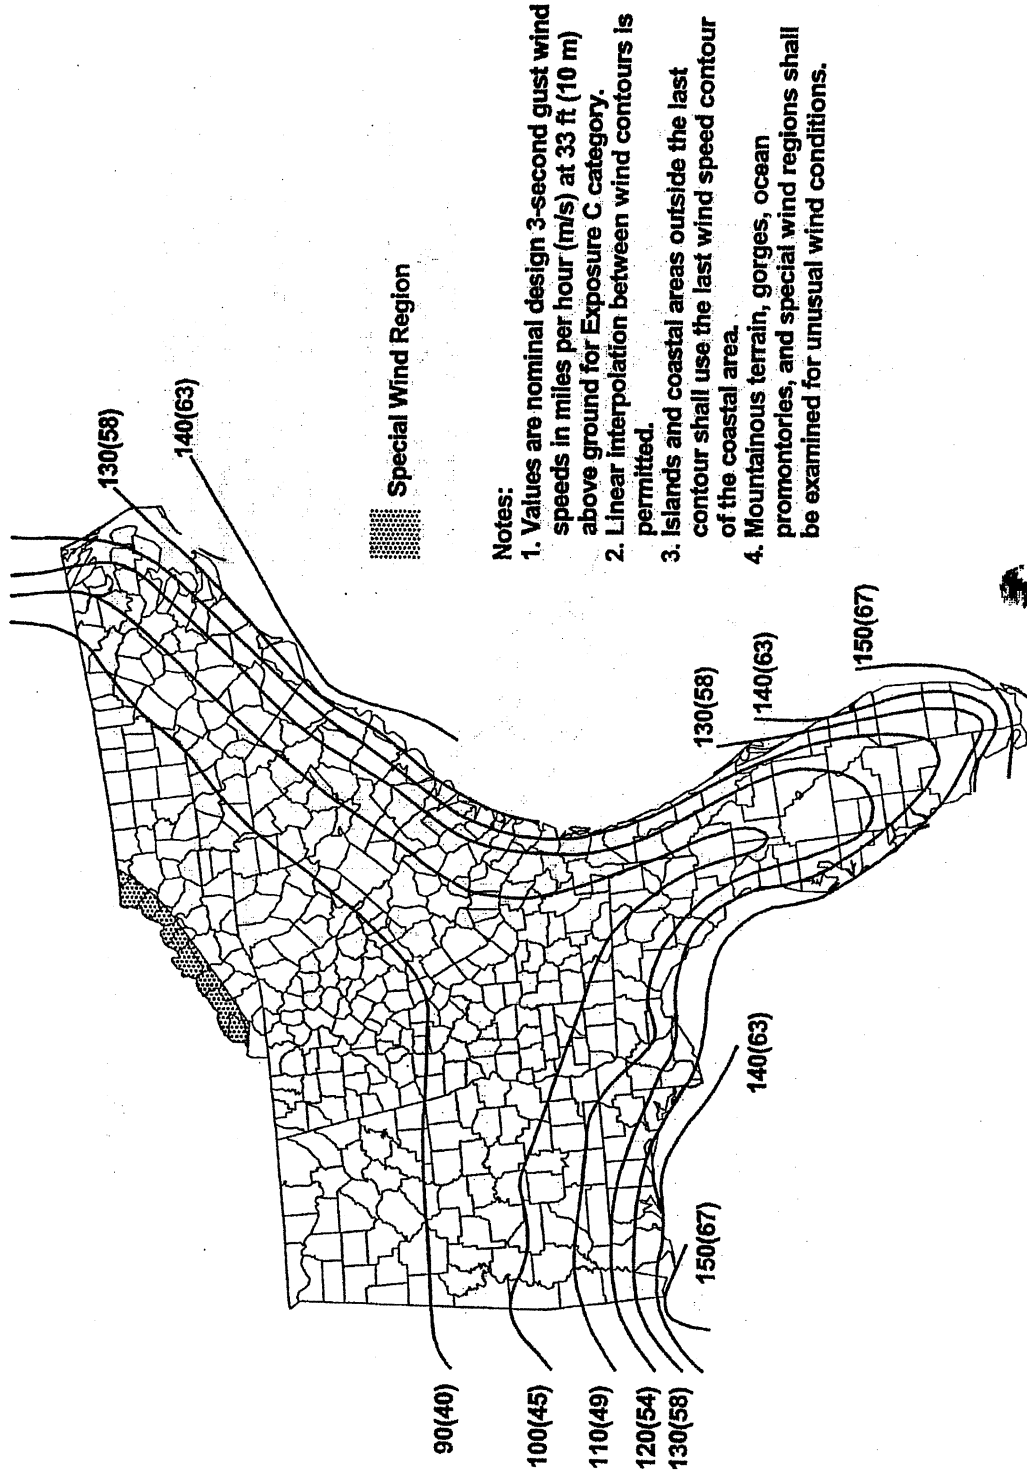 130(58)
140(63)
Special Wind Region
Notes:
1. Values are nominal design 3-second gust wind
speeds in miles per hour (m/s) at 33 ft (10 m)
above ground for Exposure C category.
2. Linear interpolation between wind contours is
permitted.
3. Islands and coastal areas outside the last
contour shall use the last wind speed contour
of the coastal area.
4. Mountainous terrain, gorges, ocean
promontories, and special wind regions shall
be examined for unusual wind conditions.
130(58)
140(63)
150(67)
140(63)
150(67)
90(40)
100(45)
110(49)
120(54)
130(58)